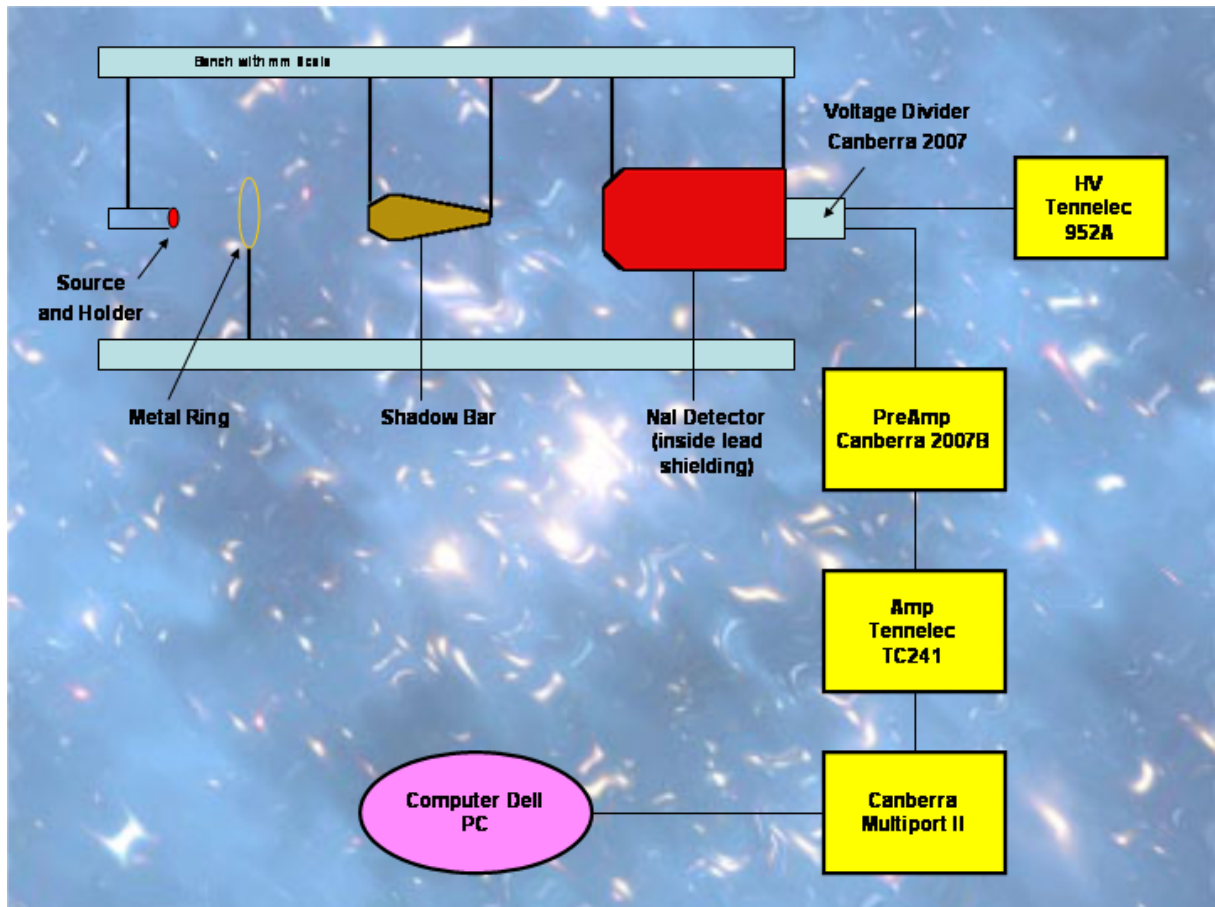 Bench with mm Scale
Voltage Divider
Canberra 2007
HV
Tennelec
952A
Source
and Holder
Metal Ring
Shadow Bar
NaI Detector
(inside lead
shielding)
PreAmp
Canberra 2007B
Amp
Tennelec
TC241
Computer Dell
PC
Canberra
Multiport II